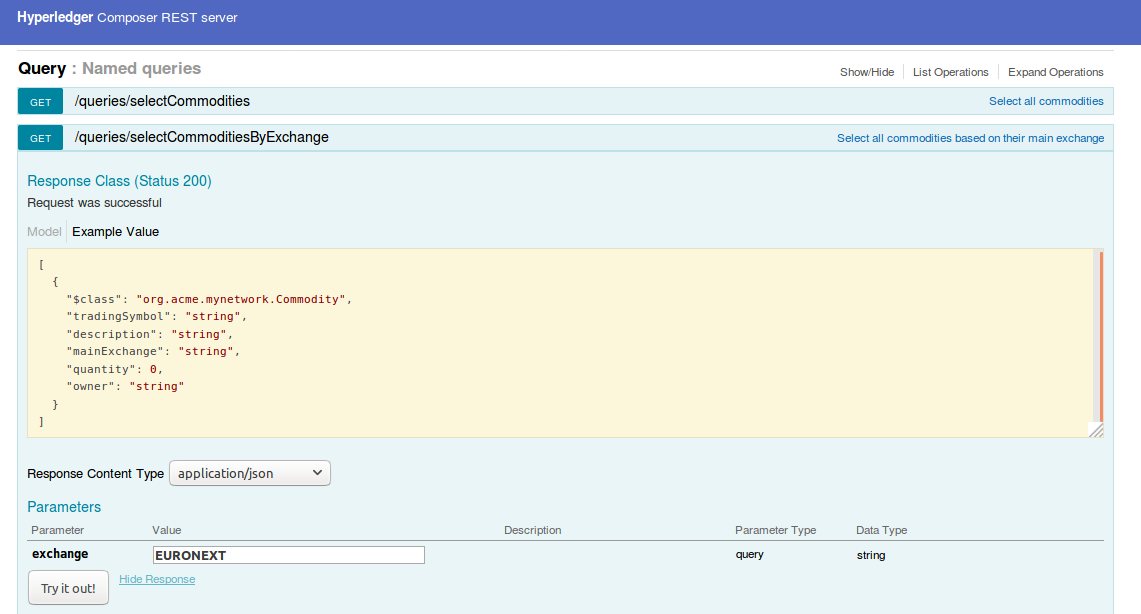 Hyperledger Composer REST server
Query : Named queries
Show/Hide List Operations Expand Operations
GET /queries/selectCommodities Select all commodities
GET /queries/selectCommoditiesByExchange Select all commodities based on their main exchange
Response Class (Status 200)
Request was successful
Model Example Value
[
{
"$class": "org.acme.mynetwork.Commodity",
"tradingSymbol": "string",
"description": "string",
"mainExchange": "string",
"quantity": 0,
"owner": "string"
}
]
Response Content Type application/json
Parameters
Parameter Value Description Parameter Type Data Type
exchange EURONEXT query string
Try it out! Hide Response